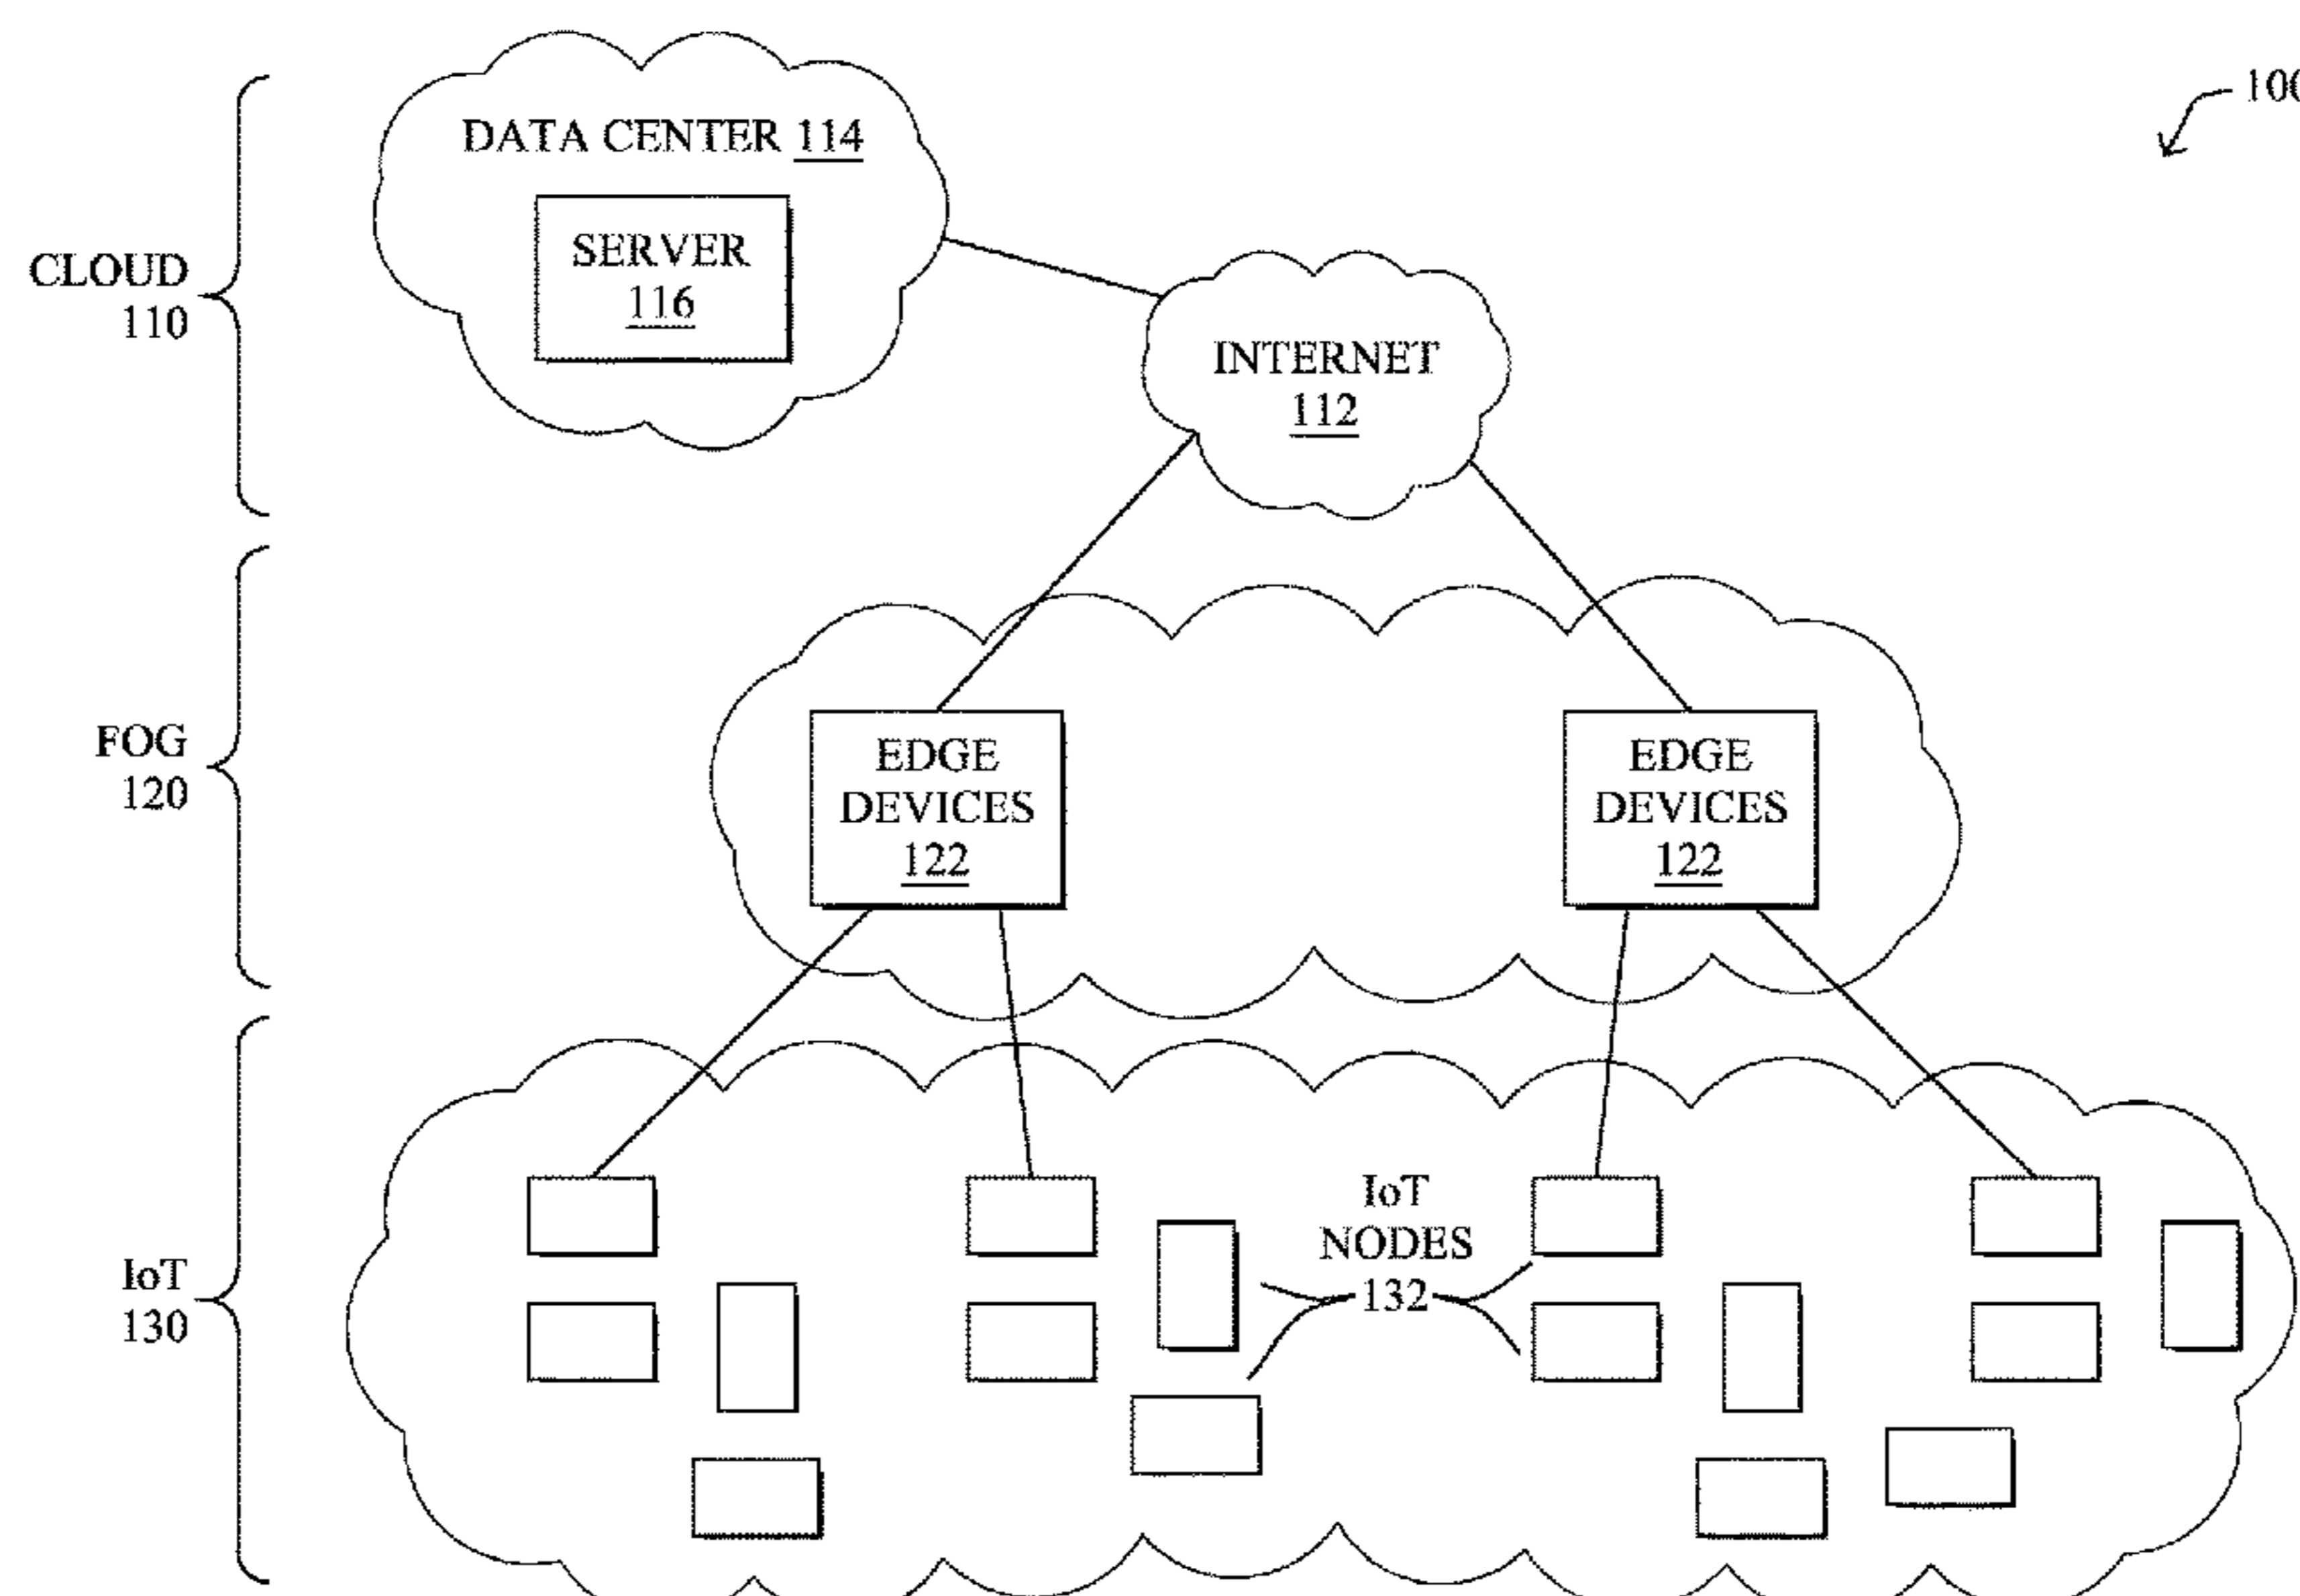 100
DATA CENTER 114
SERVER
116
CLOUD
110
INTERNET
112
FOG
120
EDGE
DEVICES
122
EDGE
DEVICES
122
IoT
130
IoT
NODES
132